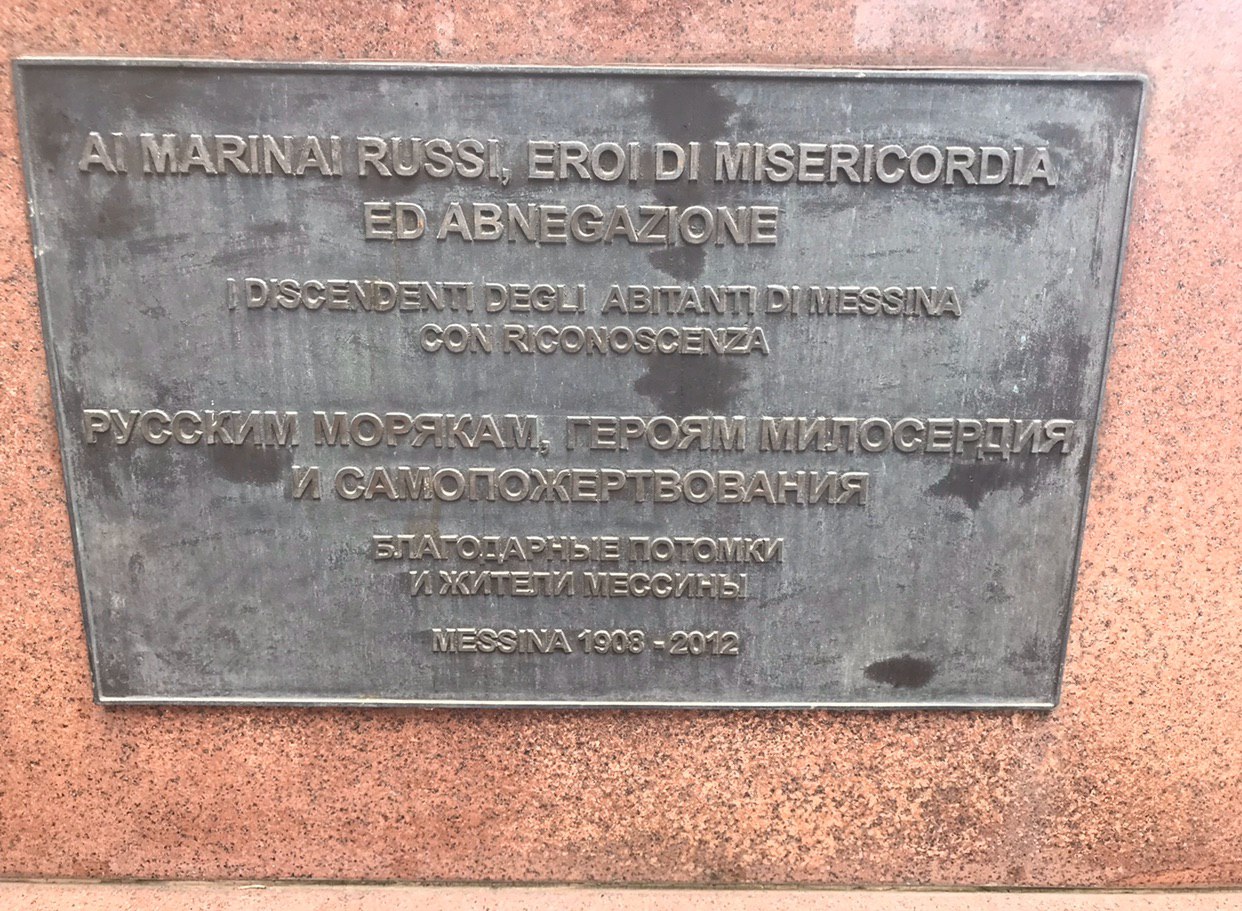 AI MARINAI RUSSI, EROI DI MISERICORDIA
ED ABNEGAZIONE
I DISCENDENTI DEGLI ABITANTI DI MESSINA
CON RICONOSCENZA
РУССКИМ МОРЯКАМ, ГЕРОЯМ МИЛОСЕРДИЯ
И САМОПОЖЕРТВОВАНИЯ
БЛАГОДАРНЫЕ ПОТОМКИ
И ЖИТЕЛИ МЕССИНЫ
MESSINA 1908 - 2012